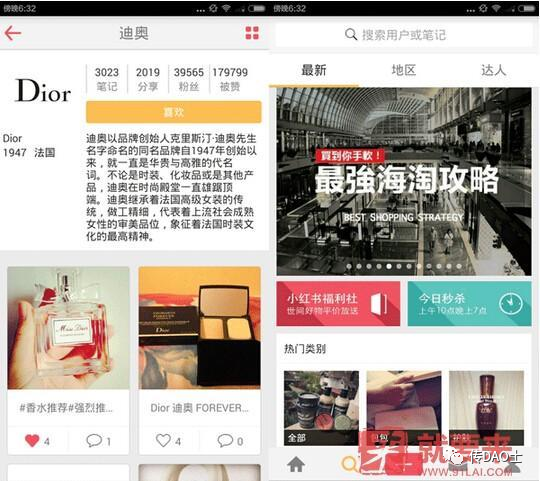 傍晚6:32
迪奥
Dior
3023 2019 39565 179799
笔记 分享 粉丝 被赞
喜欢
Dior
1947 法国
迪奥以品牌创始人克里斯汀·迪奥先生
名字命名的同名品牌自1947年创始以
来，就一直是华贵与高雅的代名
词。不论是时装、化妆品或是其他产
品，迪奥在时尚殿堂一直雄踞顶
端。迪奥继承着法国高级女装的传
统，做工精细，代表着上流社会成熟
女性的审美品位，象征着法国时装文
化的最高精神。
Miss Dior
Dior
#香水推荐#强烈推...
Dior 迪奥 FOREVER...
4 1 4 0
傍晚6:32
搜索用户或笔记
最新 地区 达人
買到你手軟！
最強海淘攻略
BEST SHOPPING STRATEGY
小红书福利社
世间好物平价放送
今日秒杀
上午10点晚上7点
热门类别
全部 包包 护肤
就要来
91LAI.COM
传DAO士